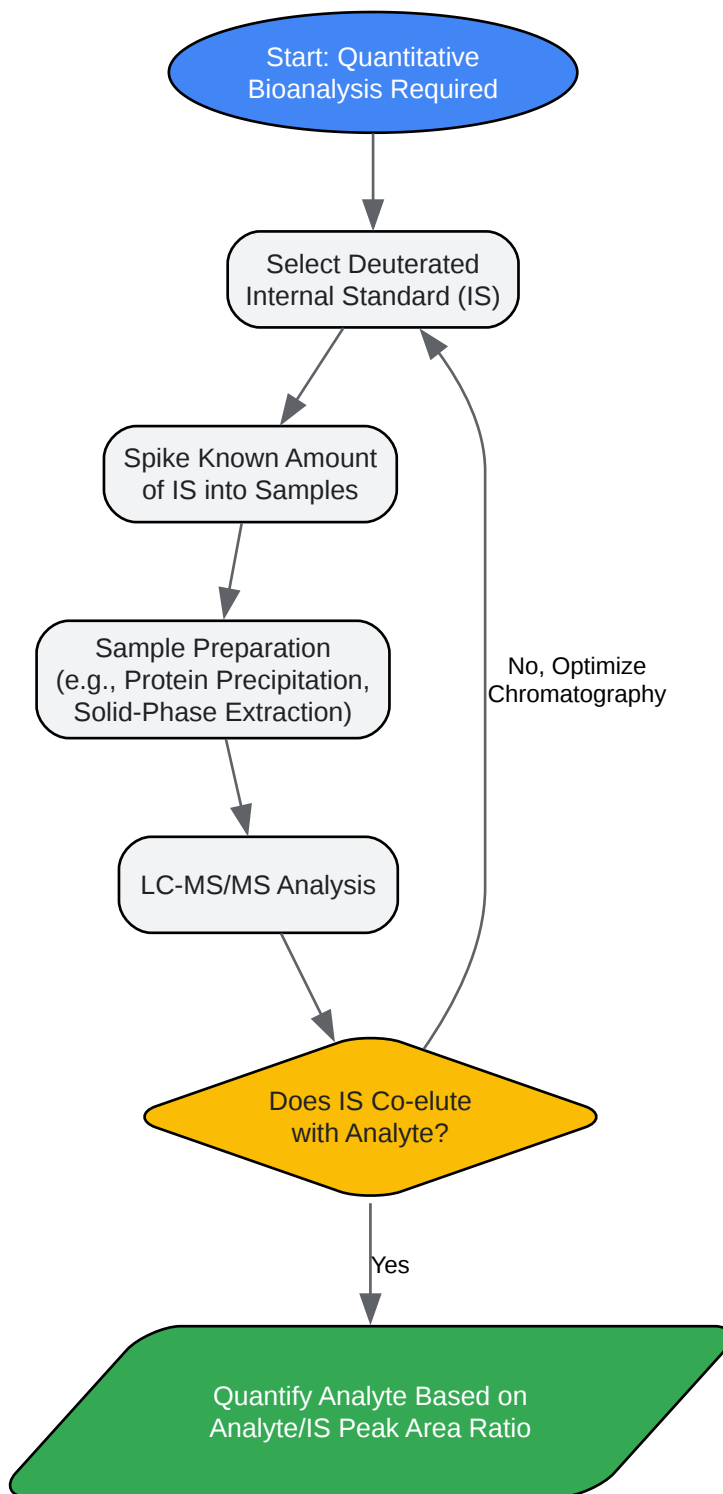 Start: Quantitative
Bioanalysis Required
Select Deuterated
Internal Standard (IS)
Spike Known Amount
of IS into Samples
Sample Preparation
(e.g., Protein Precipitation,
Solid-Phase Extraction)
No, Optimize
Chromatography
LC-MS/MS Analysis
Does IS Co-elute
with Analyte?
Yes
Quantify Analyte Based on
Analyte/IS Peak Area Ratio